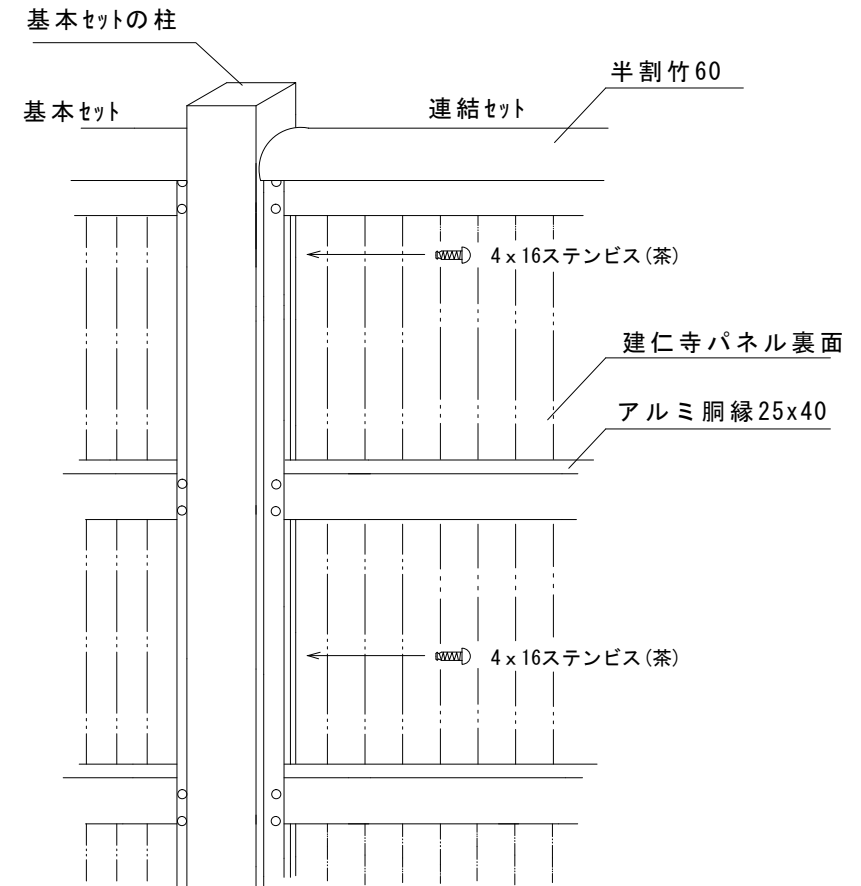 基本ｾｯﾄの柱
半割竹60
基本ｾｯﾄ
連結ｾｯﾄ
4x16ステンビス(茶)
建仁寺パネル裏面
アルミ胴縁25x40
4x16ステンビス(茶)